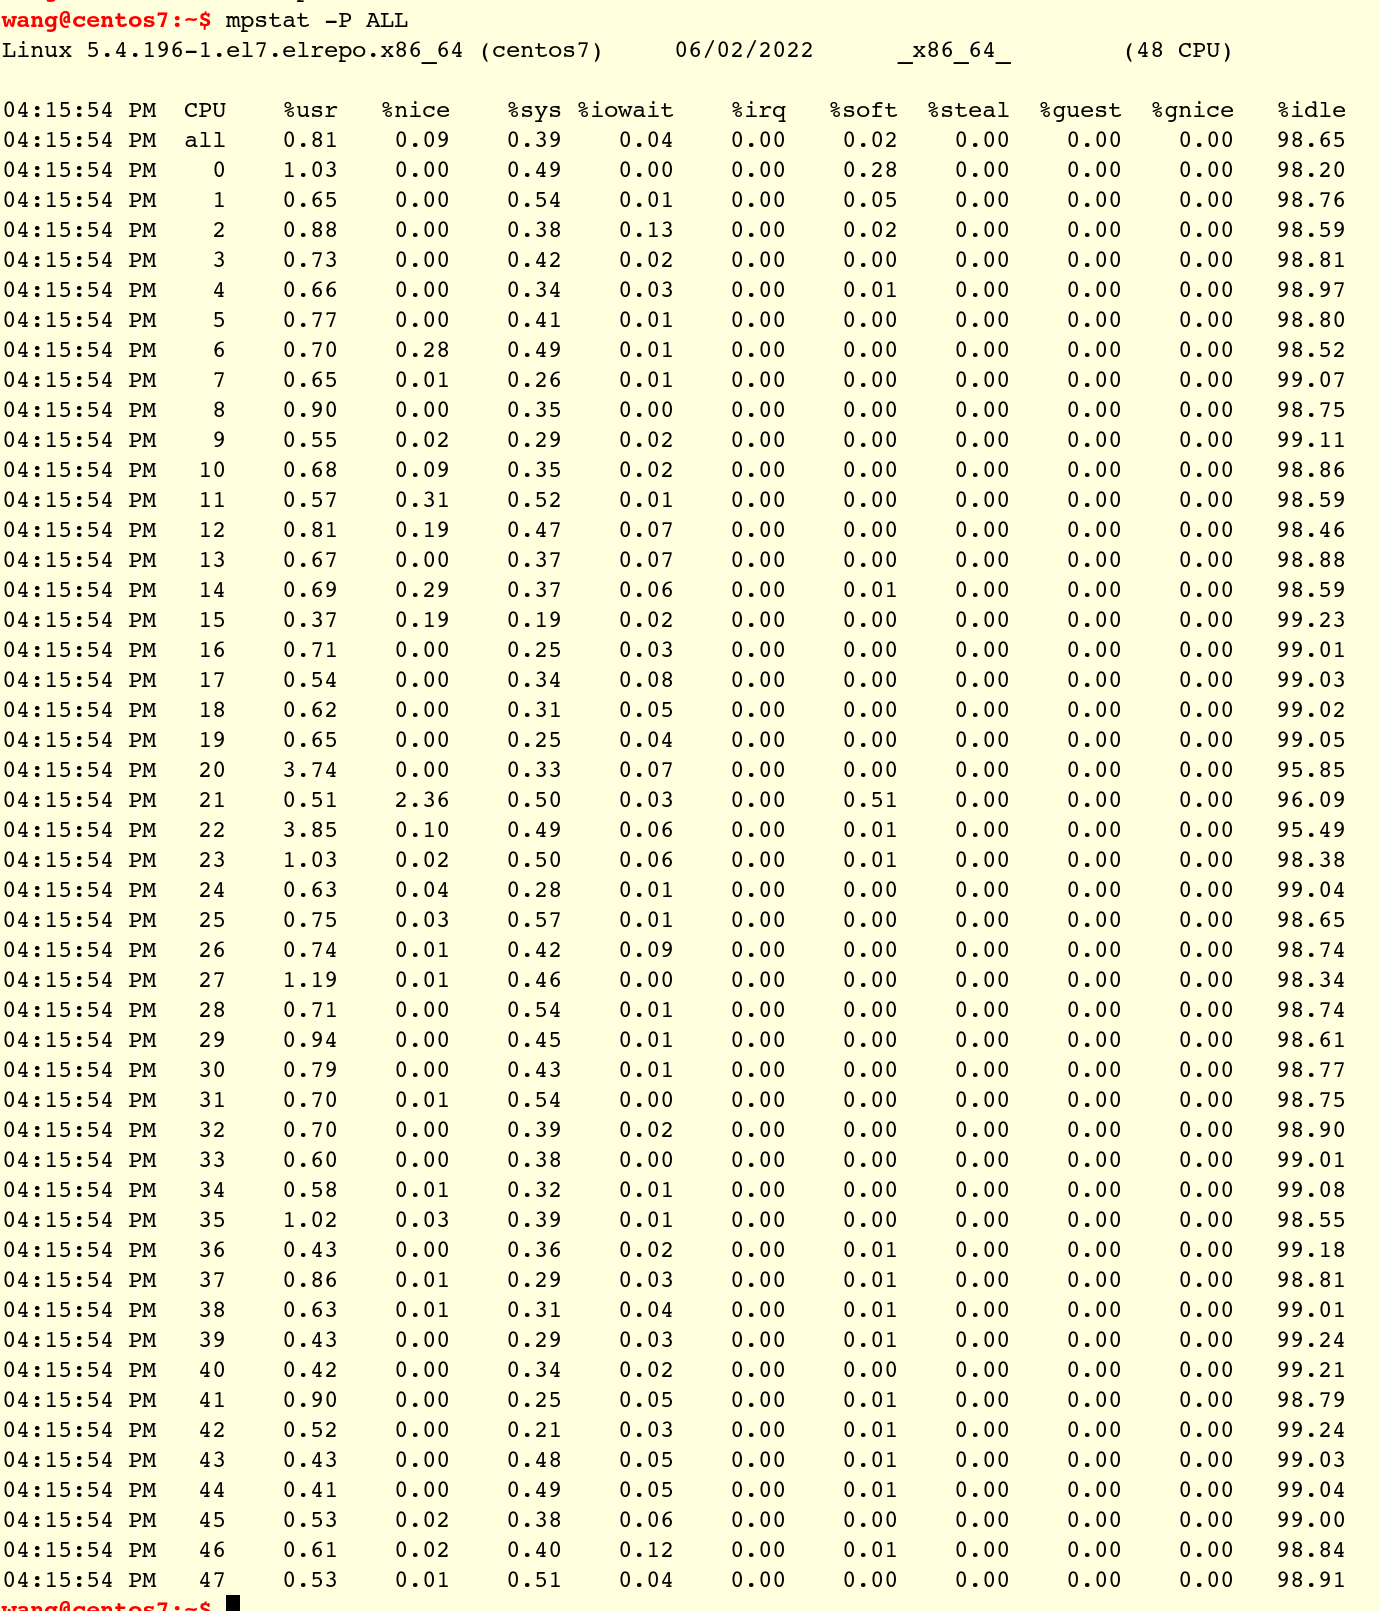 wang@centos7:~$ mpstat -P ALL
Linux 5.4.196-1.el7.elrepo.x86_64 (centos7) 06/02/2022 _x86_64_ (48 CPU)
04:15:54 PM CPU %usr %nice %sys %iowait %irq %soft %steal %guest %gnice %idle
04:15:54 PM all 0.81 0.09 0.39 0.04 0.00 0.02 0.00 0.00 0.00 98.65
04:15:54 PM 0 1.03 0.00 0.49 0.00 0.00 0.28 0.00 0.00 0.00 98.20
04:15:54 PM 1 0.65 0.00 0.54 0.01 0.00 0.05 0.00 0.00 0.00 98.76
04:15:54 PM 2 0.88 0.00 0.38 0.13 0.00 0.02 0.00 0.00 0.00 98.59
04:15:54 PM 3 0.73 0.00 0.42 0.02 0.00 0.00 0.00 0.00 0.00 98.81
04:15:54 PM 4 0.66 0.00 0.34 0.03 0.00 0.01 0.00 0.00 0.00 98.97
04:15:54 PM 5 0.77 0.00 0.41 0.01 0.00 0.00 0.00 0.00 0.00 98.80
04:15:54 PM 6 0.70 0.28 0.49 0.01 0.00 0.00 0.00 0.00 0.00 98.52
04:15:54 PM 7 0.65 0.01 0.26 0.01 0.00 0.00 0.00 0.00 0.00 99.07
04:15:54 PM 8 0.90 0.00 0.35 0.00 0.00 0.00 0.00 0.00 0.00 98.75
04:15:54 PM 9 0.55 0.02 0.29 0.02 0.00 0.00 0.00 0.00 0.00 99.11
04:15:54 PM 10 0.68 0.09 0.35 0.02 0.00 0.00 0.00 0.00 0.00 98.86
04:15:54 PM 11 0.57 0.31 0.52 0.01 0.00 0.00 0.00 0.00 0.00 98.59
04:15:54 PM 12 0.81 0.19 0.47 0.07 0.00 0.00 0.00 0.00 0.00 98.46
04:15:54 PM 13 0.67 0.00 0.37 0.07 0.00 0.00 0.00 0.00 0.00 98.88
04:15:54 PM 14 0.69 0.29 0.37 0.06 0.00 0.01 0.00 0.00 0.00 98.59
04:15:54 PM 15 0.37 0.19 0.19 0.02 0.00 0.00 0.00 0.00 0.00 99.23
04:15:54 PM 16 0.71 0.00 0.25 0.03 0.00 0.00 0.00 0.00 0.00 99.01
04:15:54 PM 17 0.54 0.00 0.34 0.08 0.00 0.00 0.00 0.00 0.00 99.03
04:15:54 PM 18 0.62 0.00 0.31 0.05 0.00 0.00 0.00 0.00 0.00 99.02
04:15:54 PM 19 0.65 0.00 0.25 0.04 0.00 0.00 0.00 0.00 0.00 99.05
04:15:54 PM 20 3.74 0.00 0.33 0.07 0.00 0.00 0.00 0.00 0.00 95.85
04:15:54 PM 21 0.51 2.36 0.50 0.03 0.00 0.51 0.00 0.00 0.00 96.09
04:15:54 PM 22 3.85 0.10 0.49 0.06 0.00 0.01 0.00 0.00 0.00 95.49
04:15:54 PM 23 1.03 0.02 0.50 0.06 0.00 0.01 0.00 0.00 0.00 98.38
04:15:54 PM 24 0.63 0.04 0.28 0.01 0.00 0.00 0.00 0.00 0.00 99.04
04:15:54 PM 25 0.75 0.03 0.57 0.01 0.00 0.00 0.00 0.00 0.00 98.65
04:15:54 PM 26 0.74 0.01 0.42 0.09 0.00 0.00 0.00 0.00 0.00 98.74
04:15:54 PM 27 1.19 0.01 0.46 0.00 0.00 0.00 0.00 0.00 0.00 98.34
04:15:54 PM 28 0.71 0.00 0.54 0.01 0.00 0.00 0.00 0.00 0.00 98.74
04:15:54 PM 29 0.94 0.00 0.45 0.01 0.00 0.00 0.00 0.00 0.00 98.61
04:15:54 PM 30 0.79 0.00 0.43 0.01 0.00 0.00 0.00 0.00 0.00 98.77
04:15:54 PM 31 0.70 0.01 0.54 0.00 0.00 0.00 0.00 0.00 0.00 98.75
04:15:54 PM 32 0.70 0.00 0.39 0.02 0.00 0.00 0.00 0.00 0.00 98.90
04:15:54 PM 33 0.60 0.00 0.38 0.00 0.00 0.00 0.00 0.00 0.00 99.01
04:15:54 PM 34 0.58 0.01 0.32 0.01 0.00 0.00 0.00 0.00 0.00 99.08
04:15:54 PM 35 1.02 0.03 0.39 0.01 0.00 0.00 0.00 0.00 0.00 98.55
04:15:54 PM 36 0.43 0.00 0.36 0.02 0.00 0.01 0.00 0.00 0.00 99.18
04:15:54 PM 37 0.86 0.01 0.29 0.03 0.00 0.01 0.00 0.00 0.00 98.81
04:15:54 PM 38 0.63 0.01 0.31 0.04 0.00 0.01 0.00 0.00 0.00 99.01
04:15:54 PM 39 0.43 0.00 0.29 0.03 0.00 0.01 0.00 0.00 0.00 99.24
04:15:54 PM 40 0.42 0.00 0.34 0.02 0.00 0.00 0.00 0.00 0.00 99.21
04:15:54 PM 41 0.90 0.00 0.25 0.05 0.00 0.01 0.00 0.00 0.00 98.79
04:15:54 PM 42 0.52 0.00 0.21 0.03 0.00 0.01 0.00 0.00 0.00 99.24
04:15:54 PM 43 0.43 0.00 0.48 0.05 0.00 0.01 0.00 0.00 0.00 99.03
04:15:54 PM 44 0.41 0.00 0.49 0.05 0.00 0.01 0.00 0.00 0.00 99.04
04:15:54 PM 45 0.53 0.02 0.38 0.06 0.00 0.00 0.00 0.00 0.00 99.00
04:15:54 PM 46 0.61 0.02 0.40 0.12 0.00 0.01 0.00 0.00 0.00 98.84
04:15:54 PM 47 0.53 0.01 0.51 0.04 0.00 0.00 0.00 0.00 0.00 98.91
wang@centos7:~$